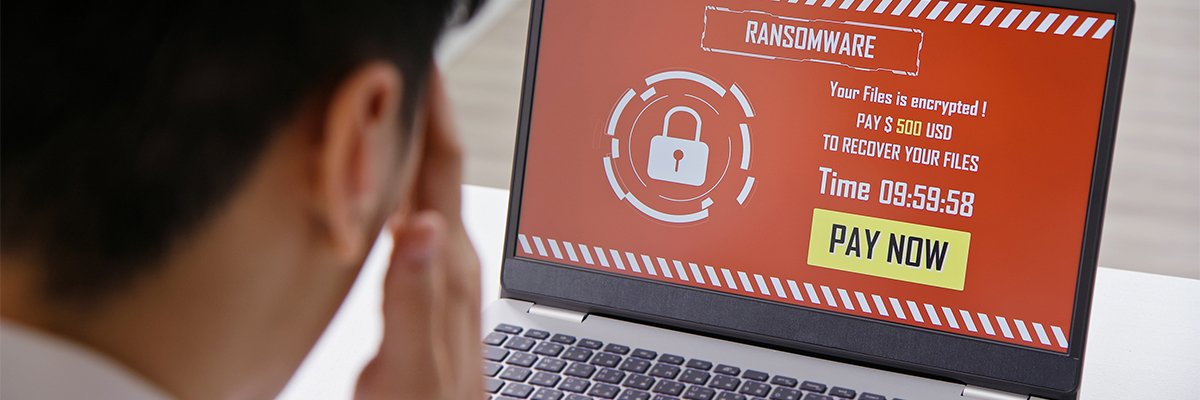 RANSOMWARE
Your Files is encrypted !
PAY $ 500 USD
TO RECOVER YOUR FILES
Time 09:59:58
PAY NOW